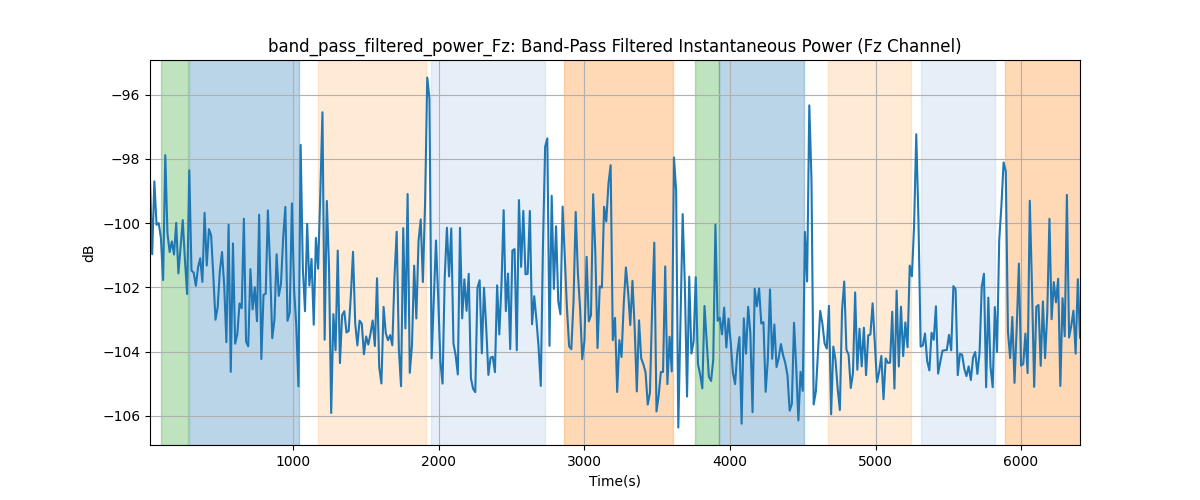 band_pass_filtered_power_Fz: Band-Pass Filtered Instantaneous Power (Fz Channel)
−96
−98
−100
−102
−104
−106
dB
1000 2000 3000 4000 5000 6000
Time(s)